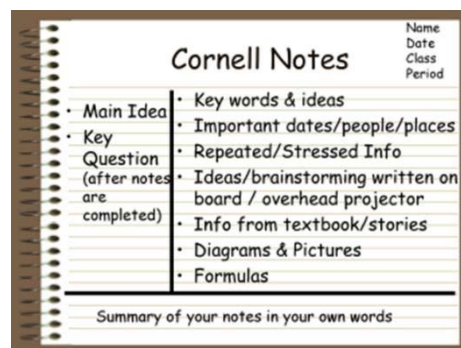 Name
Date
Class
Period
Cornell Notes
• Main Idea
• Key
Question
(after notes
are
completed)
• Key words & ideas
• Important dates/people/places
• Repeated/Stressed Info
• Ideas/brainstorming written on
board / overhead projector
• Info from textbook/stories
• Diagrams & Pictures
• Formulas
Summary of your notes in your own words